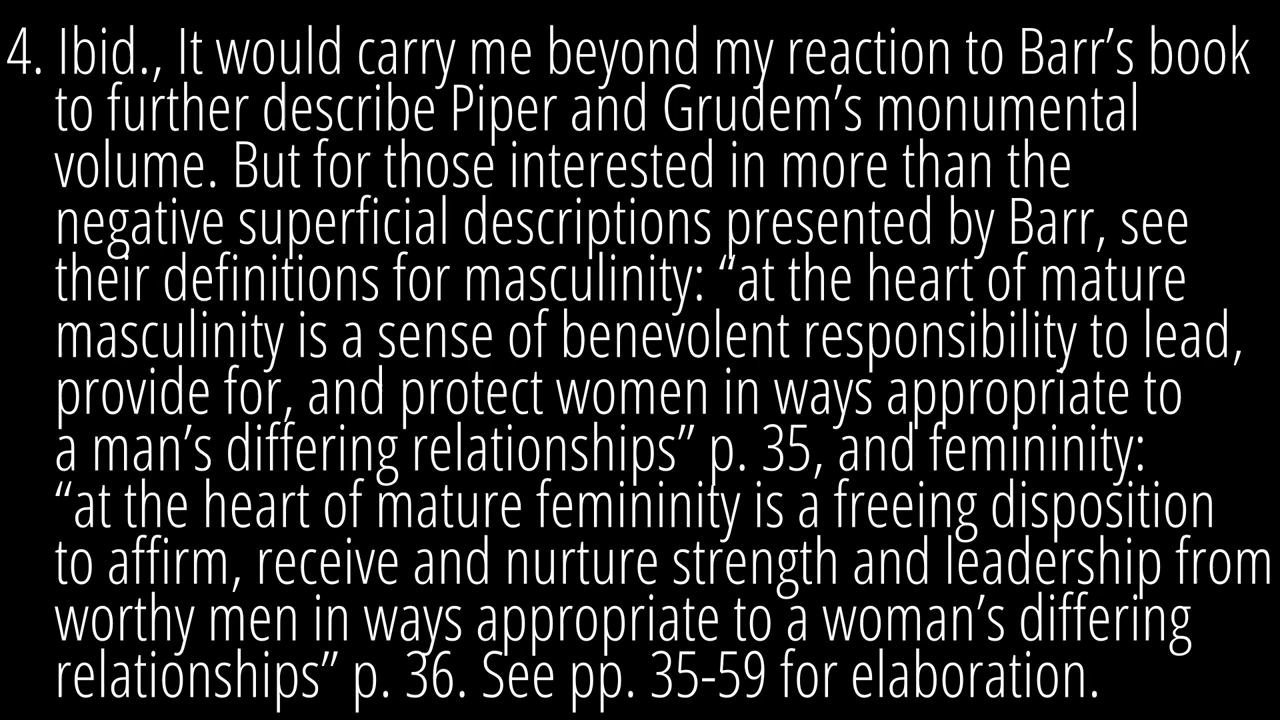 4. Ibid., It would carry me beyond my reaction to Barr’s book
to further describe Piper and Grudem’s monumental
volume. But for those interested in more than the
negative superficial descriptions presented by Barr, see
their definitions for masculinity: “at the heart of mature
masculinity is a sense of benevolent responsibility to lead,
provide for, and protect women in ways appropriate to
a man’s differing relationships” p. 35, and femininity:
“at the heart of mature femininity is a freeing disposition
to affirm, receive and nurture strength and leadership from
worthy men in ways appropriate to a woman’s differing
relationships” p. 36. See pp. 35-59 for elaboration.